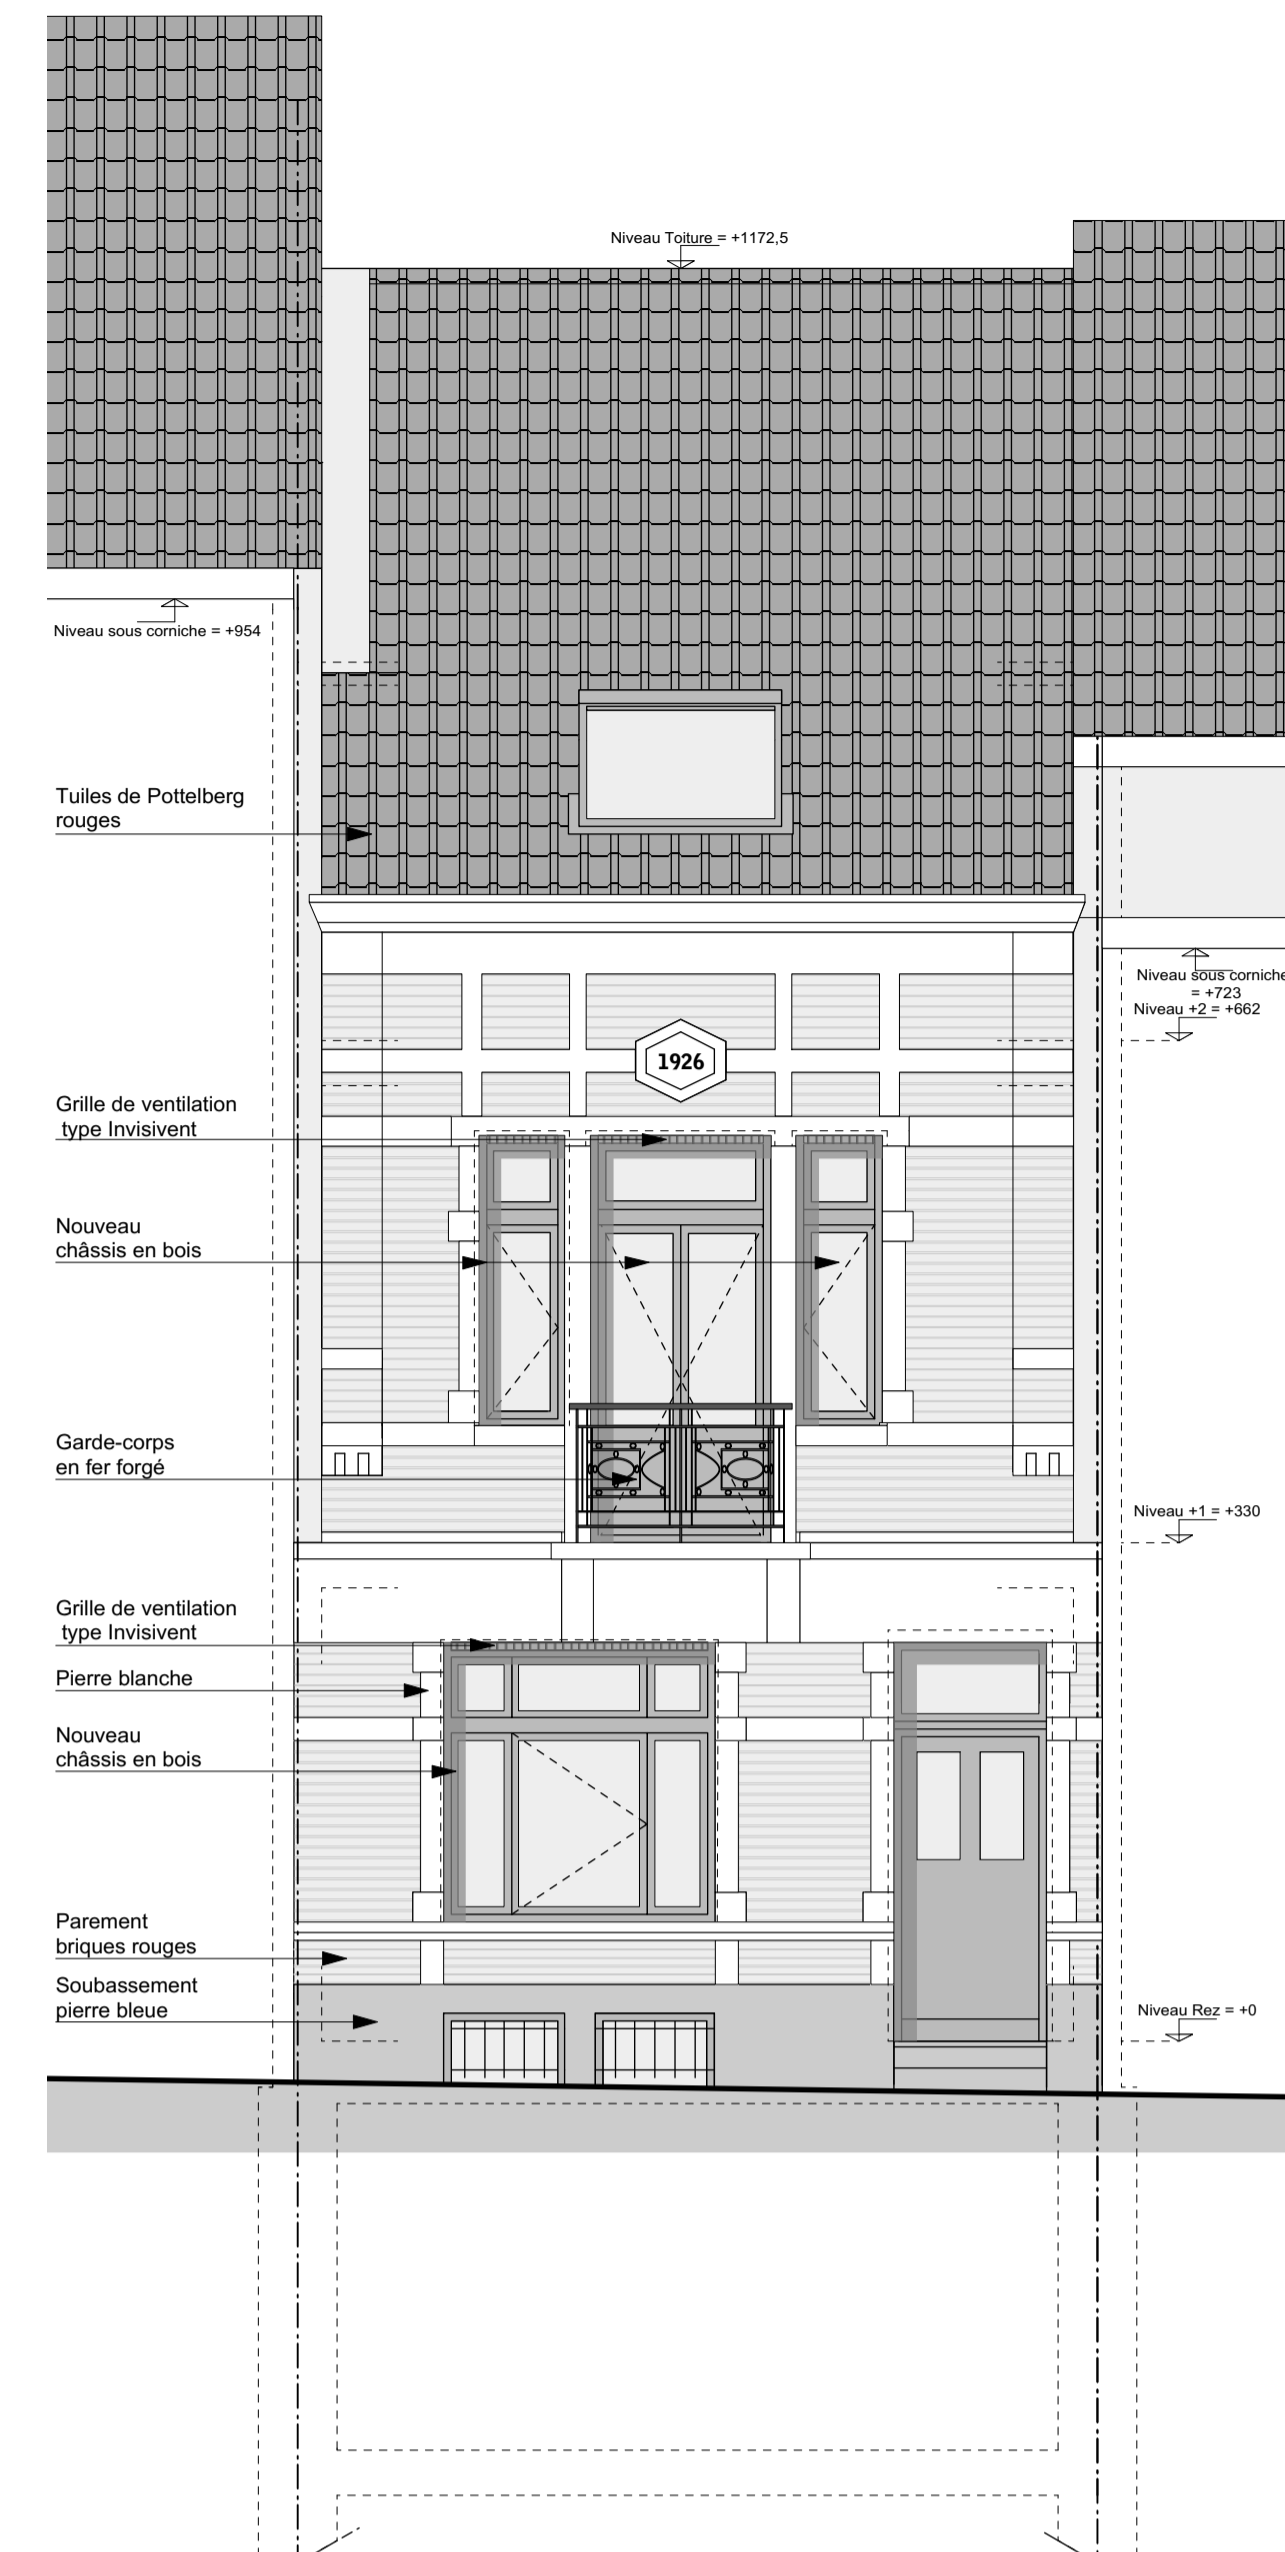 Niveau Toiture = +1172,5
Niveau sous corniche = +954
Tuiles de Pottelberg
rouges
Niveau sous corniche
= +723
Niveau +2 = +662
1926
Grille de ventilation
type Invisivent
Nouveau
châssis en bois
Garde-corps
en fer forgé
Niveau +1 = +330
Grille de ventilation
type Invisivent
Pierre blanche
Nouveau
châssis en bois
Parement
briques rouges
Soubassement
pierre bleue
Niveau Rez = +0